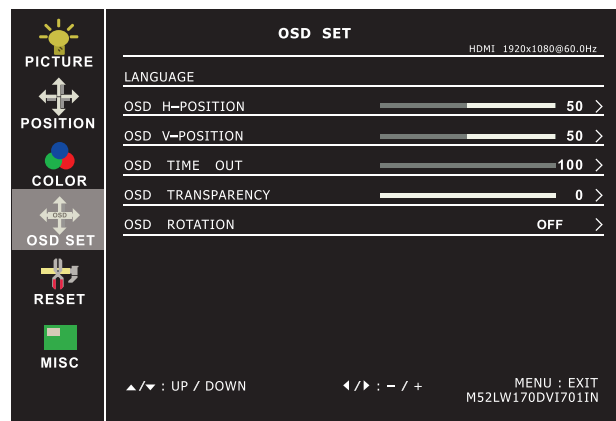 PICTURE
POSITION
COLOR
OSD
OSD SET
RESET
MISC
OSD SET
HDMI 1920x1080@60.0Hz
LANGUAGE
OSD H–POSITION 50 >
OSD V–POSITION 50 >
OSD TIME OUT 100 >
OSD TRANSPARENCY 0 >
OSD ROTATION OFF >
▲/▼ : UP / DOWN ◀/▶ : – / + MENU : EXIT
M52LW170DVI701IN